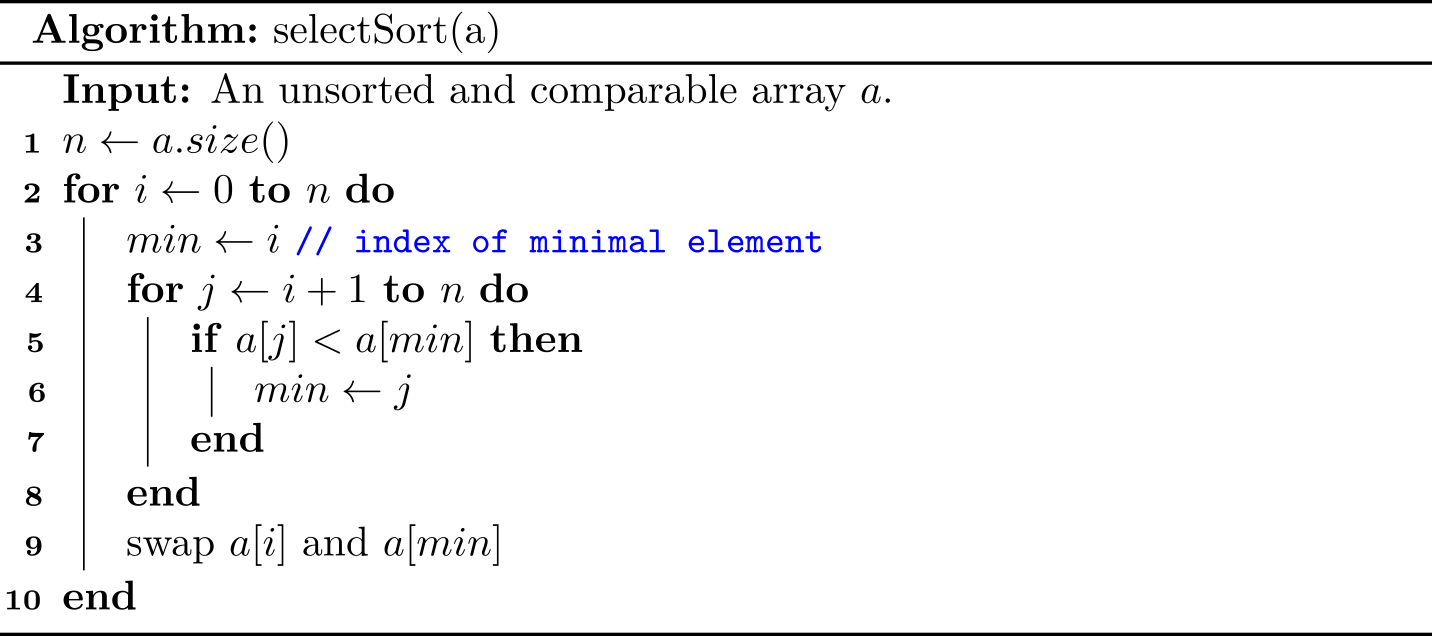 Algorithm: selectSort(a)
Input: An unsorted and comparable array a.
1 n ← a.size()
2 for i ← 0 to n do
3 min ← i // index of minimal element
4 for j ← i + 1 to n do
5 if a[j] < a[min] then
6 min ← j
7 end
8 end
9 swap a[i] and a[min]
10 end